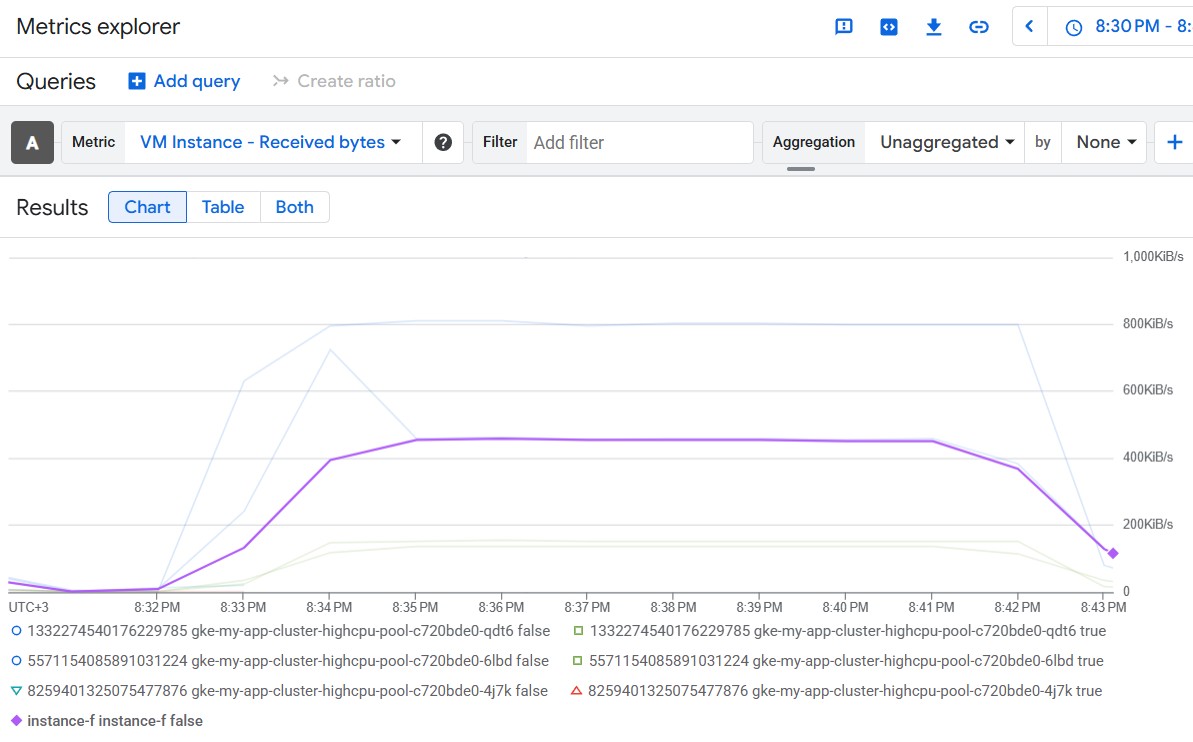 Metrics explorer
8:30 PM - 8:
Queries Add query Create ratio
A Metric VM Instance - Received bytes Filter Add filter Aggregation Unaggregated by None
Results Chart Table Both
1,000KiB/s
800KiB/s
600KiB/s
400KiB/s
200KiB/s
0
UTC+3 8:32 PM 8:33 PM 8:34 PM 8:35 PM 8:36 PM 8:37 PM 8:38 PM 8:39 PM 8:40 PM 8:41 PM 8:42 PM 8:43 PM
1332274540176229785 gke-my-app-cluster-highcpu-pool-c720bde0-qdt6 false 1332274540176229785 gke-my-app-cluster-highcpu-pool-c720bde0-qdt6 true
5571154085891031224 gke-my-app-cluster-highcpu-pool-c720bde0-6lbd false 5571154085891031224 gke-my-app-cluster-highcpu-pool-c720bde0-6lbd true
8259401325075477876 gke-my-app-cluster-highcpu-pool-c720bde0-4j7k false 8259401325075477876 gke-my-app-cluster-highcpu-pool-c720bde0-4j7k true
instance-f instance-f false